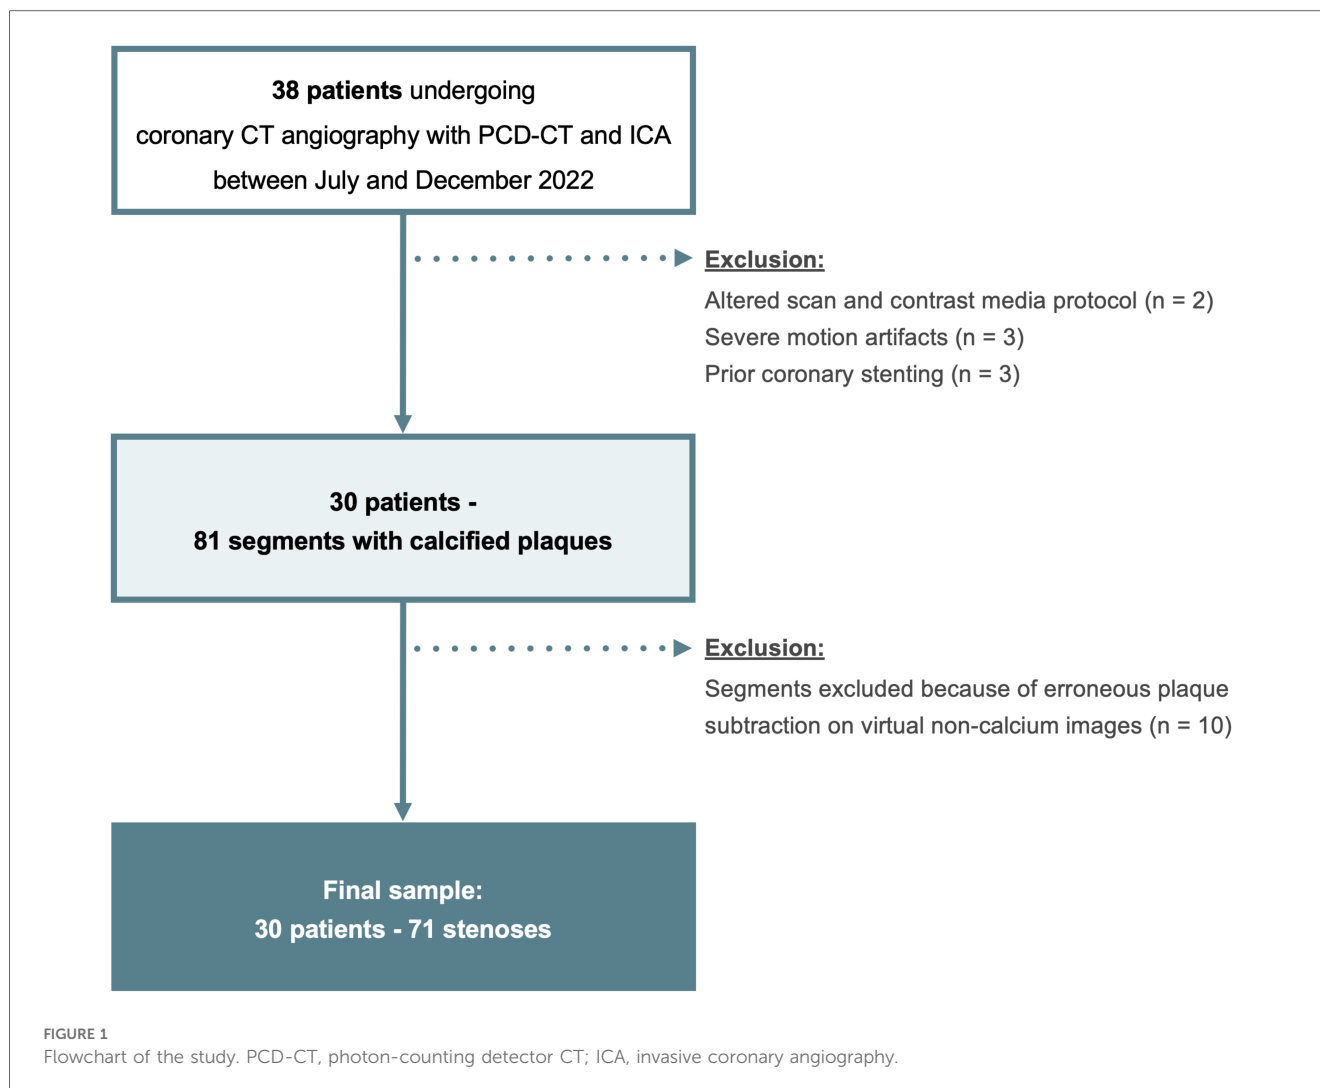 38 patients undergoing
coronary CT angiography with PCD-CT and ICA
between July and December 2022
Exclusion:
Altered scan and contrast media protocol (n = 2)
Severe motion artifacts (n = 3)
Prior coronary stenting (n = 3)
30 patients -
81 segments with calcified plaques
Exclusion:
Segments excluded because of erroneous plaque
subtraction on virtual non-calcium images (n = 10)
Final sample:
30 patients - 71 stenoses
FIGURE 1
Flowchart of the study. PCD-CT, photon-counting detector CT; ICA, invasive coronary angiography.